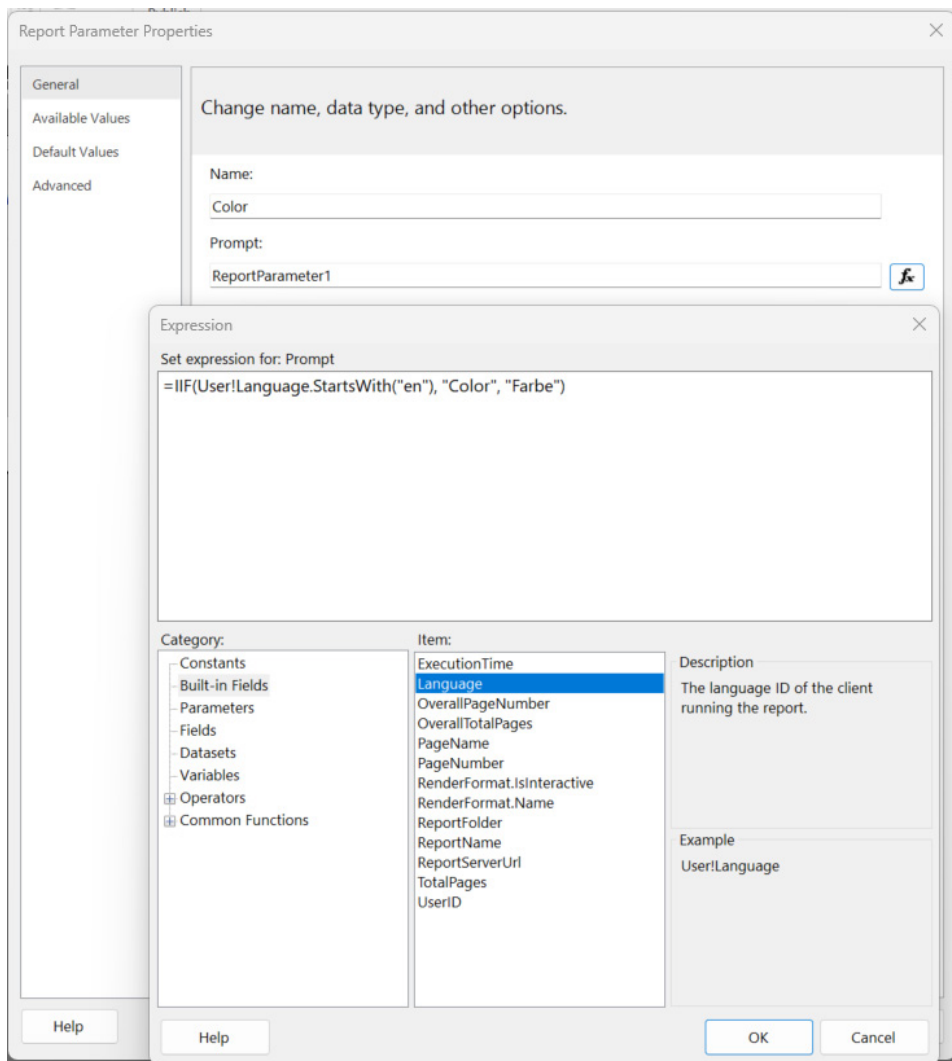 Publish
Report Parameter Properties
General
Available Values
Default Values
Advanced
Change name, data type, and other options.
Name:
Color
Prompt:
ReportParameter1
fx
Expression
Set expression for: Prompt
=IIF(User!Language.StartsWith("en"), "Color", "Farbe")
Category:
Constants
Built-in Fields
Parameters
Fields
Datasets
Variables
Operators
Common Functions
Item:
ExecutionTime
Language
OverallPageNumber
OverallTotalPages
PageName
PageNumber
RenderFormat.IsInteractive
RenderFormat.Name
ReportFolder
ReportName
ReportServerUrl
TotalPages
UserID
Description
The language ID of the client
running the report.
Example
User!Language
Help
Help
OK
Cancel